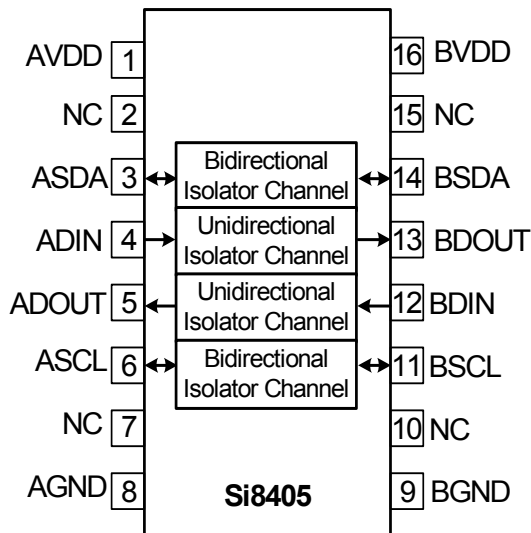 AVDD 1 16 BVDD
NC 2 15 NC
ASDA 3 Bidirectional Isolator Channel 14 BSDA
ADIN 4 Unidirectional Isolator Channel 13 BDOUT
ADOUT 5 Unidirectional Isolator Channel 12 BDIN
ASCL 6 Bidirectional Isolator Channel 11 BSCL
NC 7 10 NC
AGND 8 Si8405 9 BGND